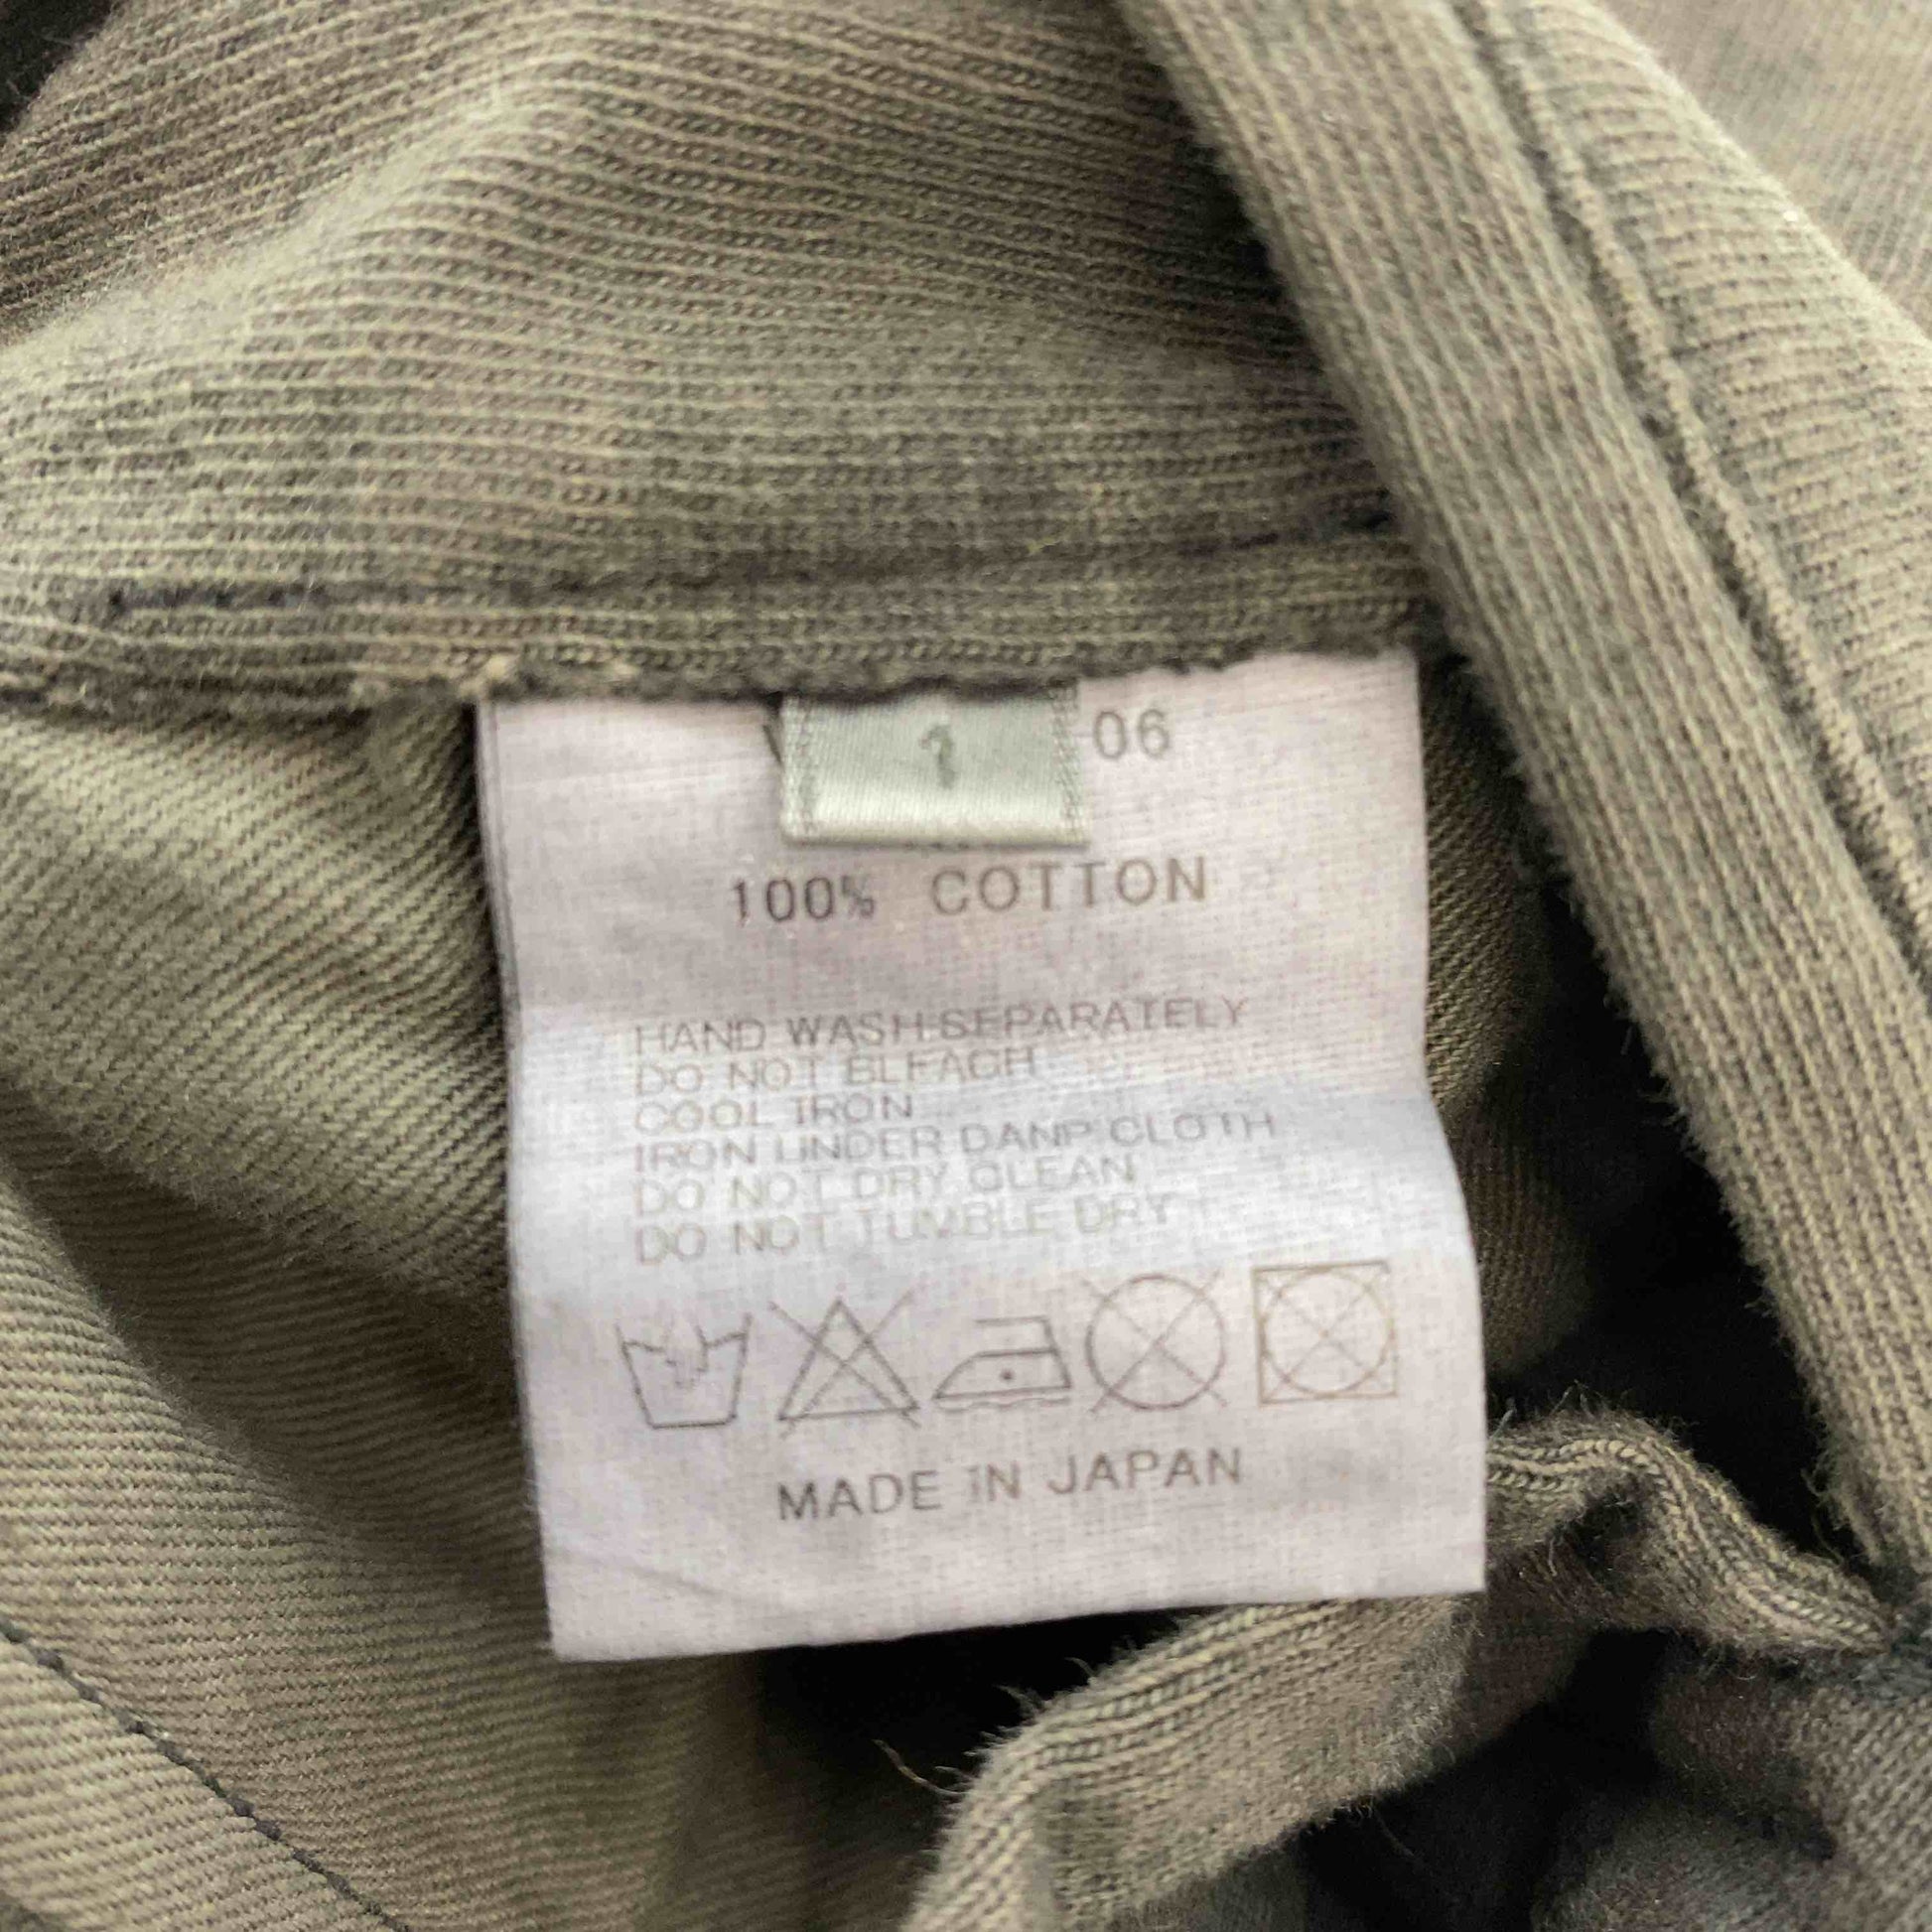 1
06
100% COTTON
HAND WASH SEPARATELY
DO NOT BLEACH
COOL IRON
IRON UNDER DANP CLOTH
DO NOT DRY CLEAN
DO NOT TUMBLE DRY
MADE IN JAPAN